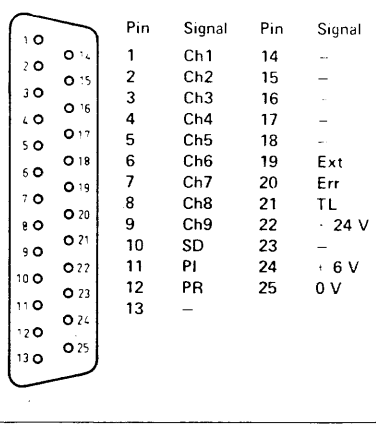 Pin Signal Pin Signal
1 Ch1 14 –
2 Ch2 15 –
3 Ch3 16 -
4 Ch4 17 –
5 Ch5 18 –
6 Ch6 19 Ext
7 Ch7 20 Err
8 Ch8 21 TL
9 Ch9 22 24 V
10 SD 23 –
11 PI 24 + 6 V
12 PR 25 0 V
13 –
1
14
2
15
3
16
4
17
5
18
6
19
7
20
8
21
9
22
10
23
11
24
12
25
13